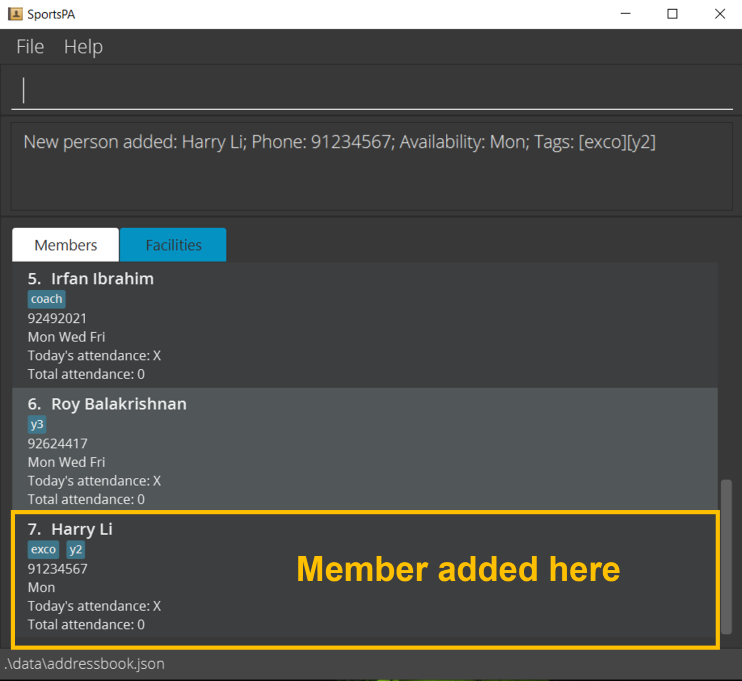 SportsPA
File Help
New person added: Harry Li; Phone: 91234567; Availability: Mon; Tags: [exco][y2]
Members Facilities
5. Irfan Ibrahim
coach
92492021
Mon Wed Fri
Today's attendance: X
Total attendance: 0
6. Roy Balakrishnan
y3
92624417
Mon Wed Fri
Today's attendance: X
Total attendance: 0
7. Harry Li
exco y2
91234567
Mon
Today's attendance: X
Total attendance: 0
Member added here
.\data\addressbook.json